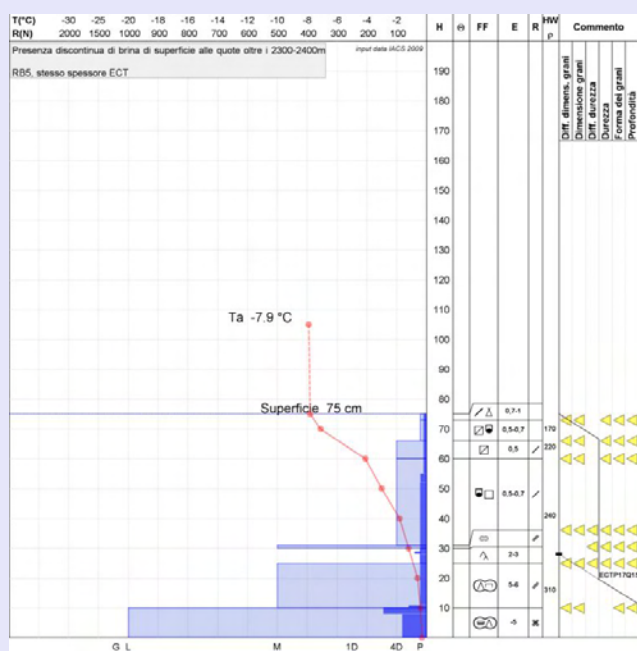 T(°C) -30 -25 -20 -18 -16 -14 -12 -10 -8 -6 -4 -2 H FF E R HW Commento
R(N) 2000 1500 1000 900 800 700 600 500 400 300 200 100 ρ
Presenza discontinua di brina di superficie alle quote oltre i 2300-2400m
input data IACS 2009
RB5, stesso spessore ECT
Diff. dimens. grani
Dimensione grani
Diff. durezza
Durezza
Forma dei grani
Profondità
190
180
170
160
150
140
130
120
110
100
90
80
70
60
50
40
30
20
10
Ta -7.9 °C
Superficie 75 cm
0,7-1
0,5-0,7 170
0,5 220
0,5-0,7
240
2-3
5-6 310
-5
G L M 1D 4D P